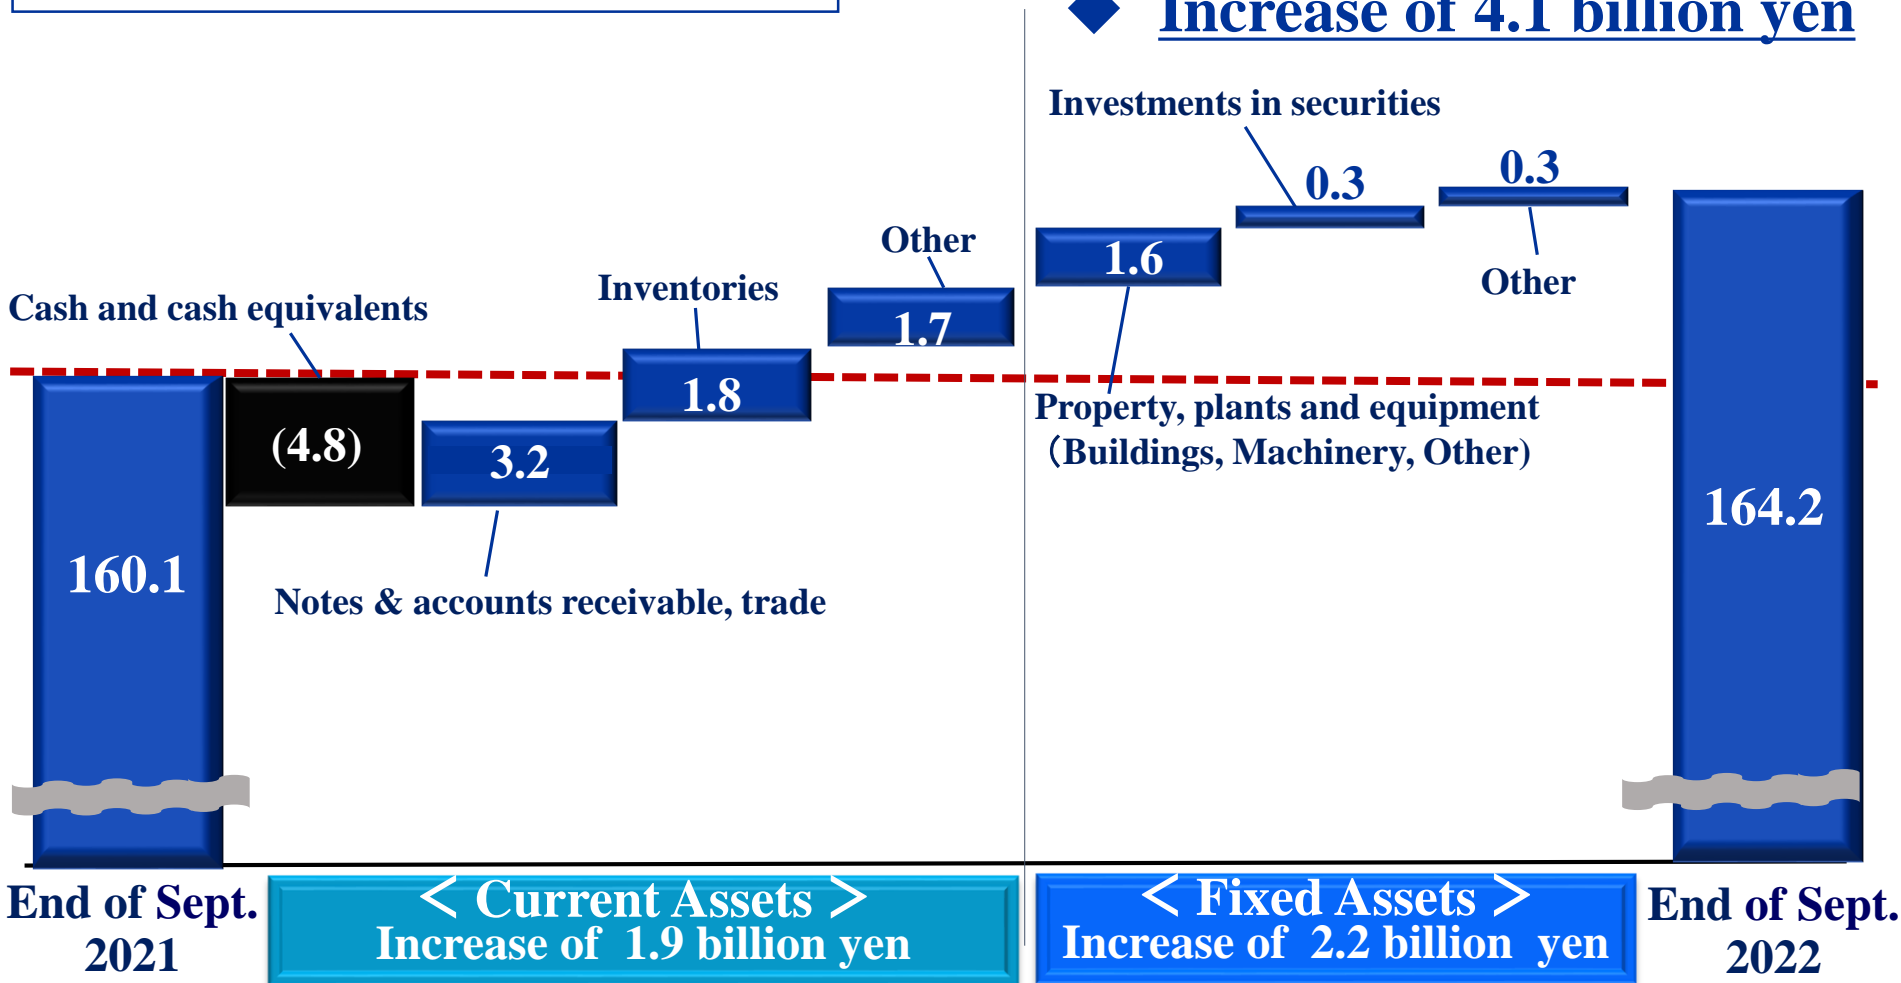 Increase of 4.1 billion yen
Investments in securities
0.3
0.3
Other
1.6
Other
Inventories
Cash and cash equivalents
1.7
1.8
Property, plants and equipment
（Buildings, Machinery, Other)
(4.8)
3.2
164.2
160.1
Notes & accounts receivable, trade
End of Sept.
2021
＜ Current Assets ＞
Increase of 1.9 billion yen
＜ Fixed Assets ＞
Increase of 2.2 billion yen
End of Sept.
2022